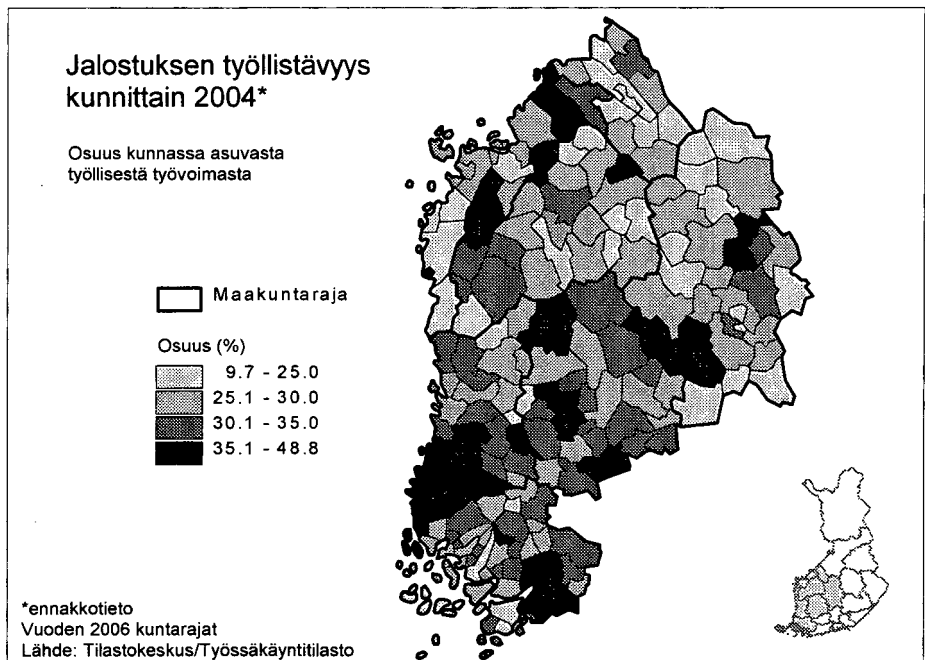 Jalostuksen työllistävyys
kunnittain 2004*
Osuus kunnassa asuvasta
työllisestä työvoimasta
Maakuntaraja
Osuus (%)
9.7 - 25.0
25.1 - 30.0
30.1 - 35.0
35.1 - 48.8
*ennakkotieto
Vuoden 2006 kuntarajat
Lähde: Tilastokeskus/Työssäkäyntitilasto